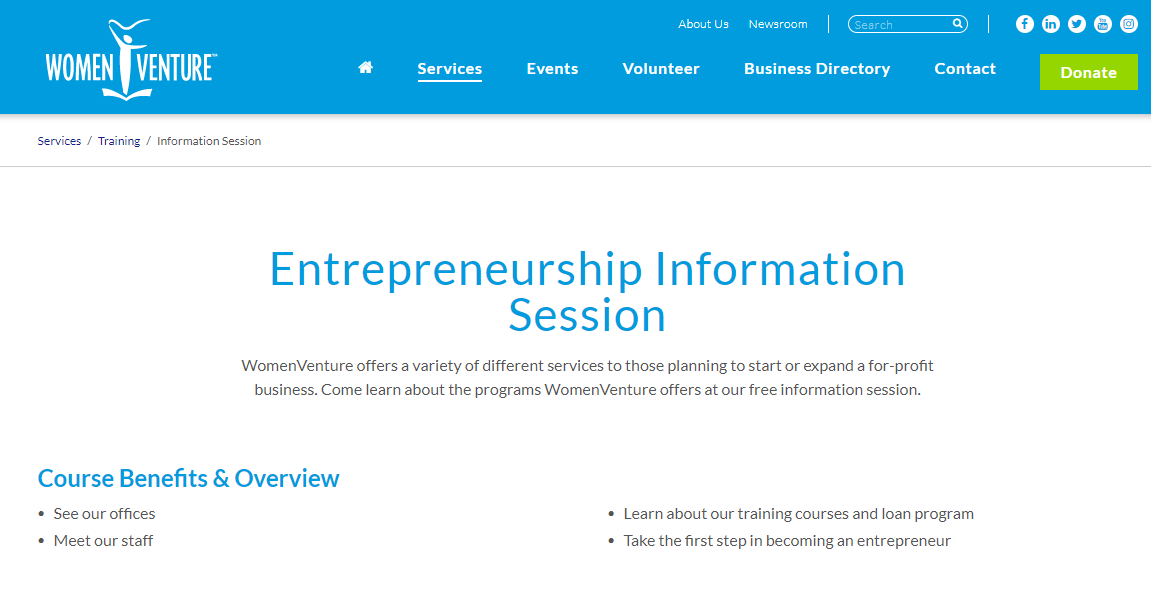 About Us Newsroom Search
WOMEN VENTURE™
Services Events Volunteer Business Directory Contact Donate
Services / Training / Information Session
Entrepreneurship Information
Session
WomenVenture offers a variety of different services to those planning to start or expand a for-profit
business. Come learn about the programs WomenVenture offers at our free information session.
Course Benefits & Overview
• See our offices
• Meet our staff
• Learn about our training courses and loan program
• Take the first step in becoming an entrepreneur